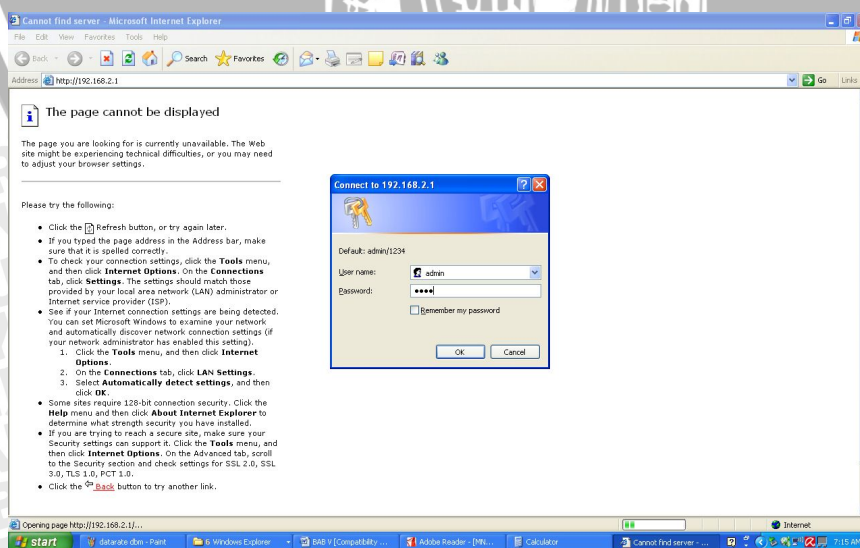 Cannot find server - Microsoft Internet Explorer
File Edit View Favorites Tools Help
Back Search Favorites
Address http://192.168.2.1 Go Links
The page cannot be displayed
The page you are looking for is currently unavailable. The Web
site might be experiencing technical difficulties, or you may need
to adjust your browser settings.
Please try the following:
Click the Refresh button, or try again later.
If you typed the page address in the Address bar, make
sure that it is spelled correctly.
To check your connection settings, click the Tools menu,
and then click Internet Options. On the Connections
tab, click Settings. The settings should match those
provided by your local area network (LAN) administrator or
Internet service provider (ISP).
See if your Internet connection settings are being detected.
You can set Microsoft Windows to examine your network
and automatically discover network connection settings (if
your network administrator has enabled this setting).
1. Click the Tools menu, and then click Internet
Options.
2. On the Connections tab, click LAN Settings.
3. Select Automatically detect settings, and then
click OK.
Some sites require 128-bit connection security. Click the
Help menu and then click About Internet Explorer to
determine what strength security you have installed.
If you are trying to reach a secure site, make sure your
Security settings can support it. Click the Tools menu, and
then click Internet Options. On the Advanced tab, scroll
to the Security section and check settings for SSL 2.0, SSL
3.0, TLS 1.0, PCT 1.0.
Click the Back button to try another link.
Connect to 192.168.2.1
Default: admin/1234
User name: admin
Password: ••••
Remember my password
OK Cancel
Opening page http://192.168.2.1/... Internet
start datarate dbm - Paint 6 Windows Explorer BAB V [Compatibility ... Adobe Reader - [MN... Calculator Cannot find server - ... 7:15 AM